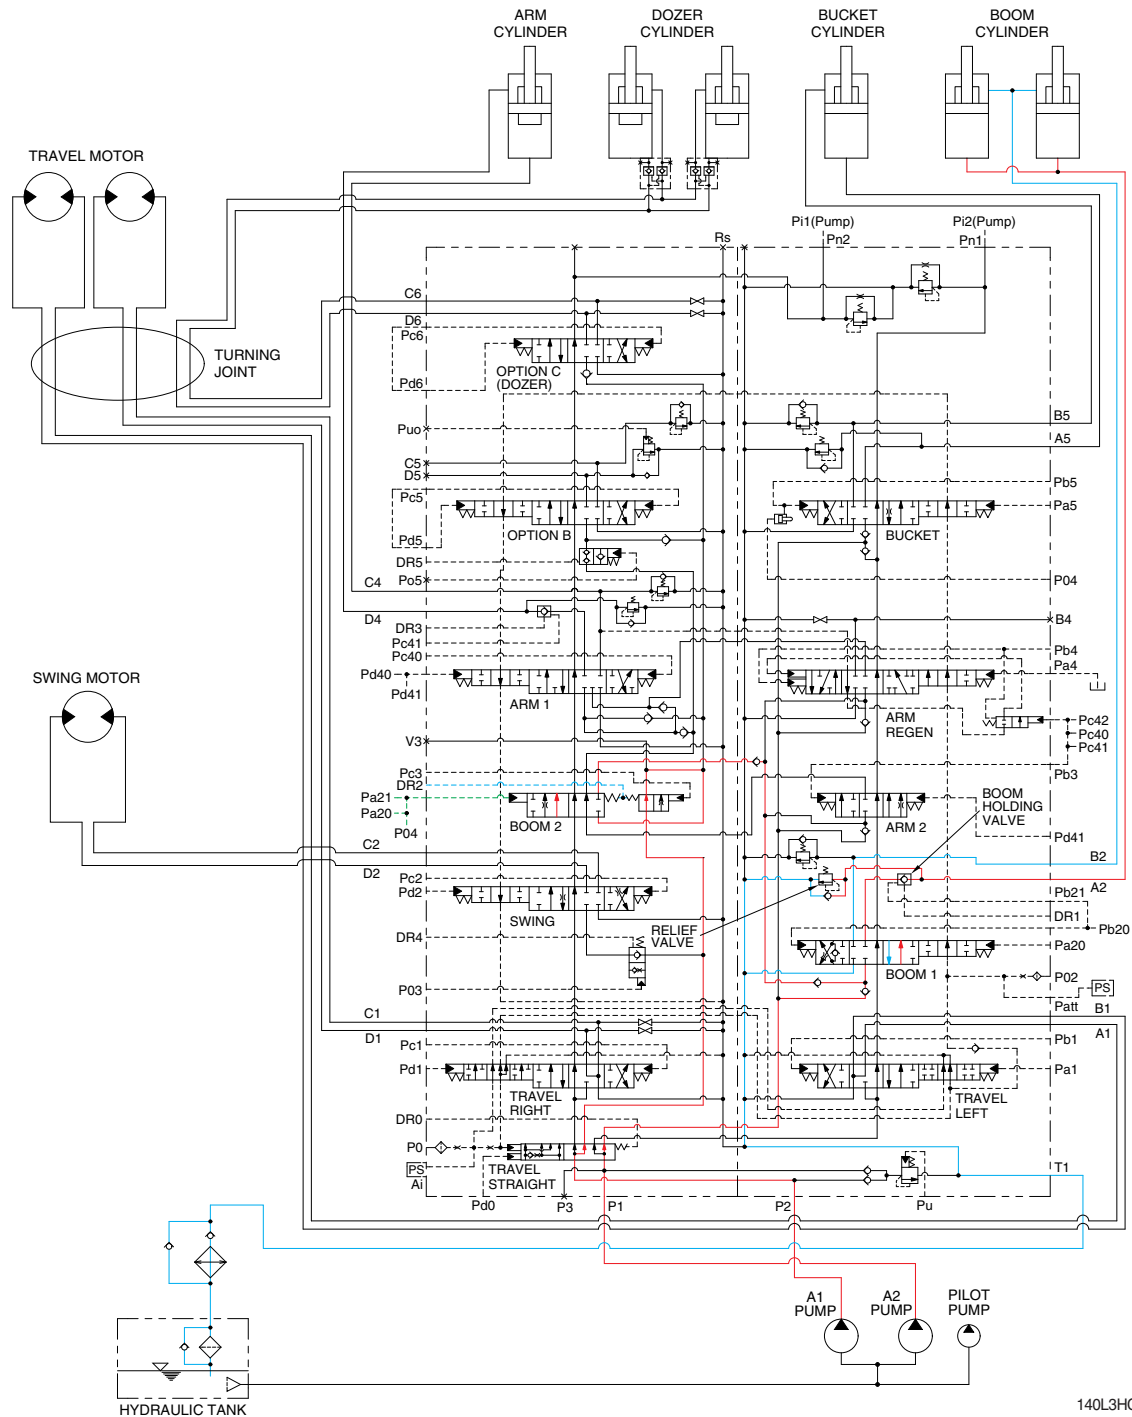 ARM
CYLINDER
DOZER
CYLINDER
BUCKET
CYLINDER
BOOM
CYLINDER
TRAVEL MOTOR
TURNING
JOINT
Pi1(Pump)
Pn2
Pi2(Pump)
Pn1
Rs
C6
D6
Pc6
OPTION C
(DOZER)
Pd6
Puo
C5
D5
Pc5
Pd5
OPTION B
DR5
Po5
C4
D4
DR3
Pc41
Pc40
Pd40
Pd41
ARM 1
B5
A5
Pb5
Pa5
BUCKET
P04
B4
Pb4
Pa4
ARM
REGEN
Pc42
Pc40
Pc41
Pb3
SWING MOTOR
V3
Pc3
DR2
Pa21
Pa20
P04
BOOM 2
ARM 2
BOOM
HOLDING
VALVE
Pd41
C2
D2
Pc2
Pd2
SWING
B2
A2
Pb21
DR1
Pb20
RELIEF
VALVE
Pa20
BOOM 1
DR4
P03
P02
PS
Patt
C1
D1
Pc1
Pd1
B1
A1
Pb1
Pa1
TRAVEL
RIGHT
TRAVEL
LEFT
DR0
P0
PS
Ai
TRAVEL
STRAIGHT
T1
Pd0
P3
P1
P2
Pu
A1
PUMP
A2
PUMP
PILOT
PUMP
HYDRAULIC TANK